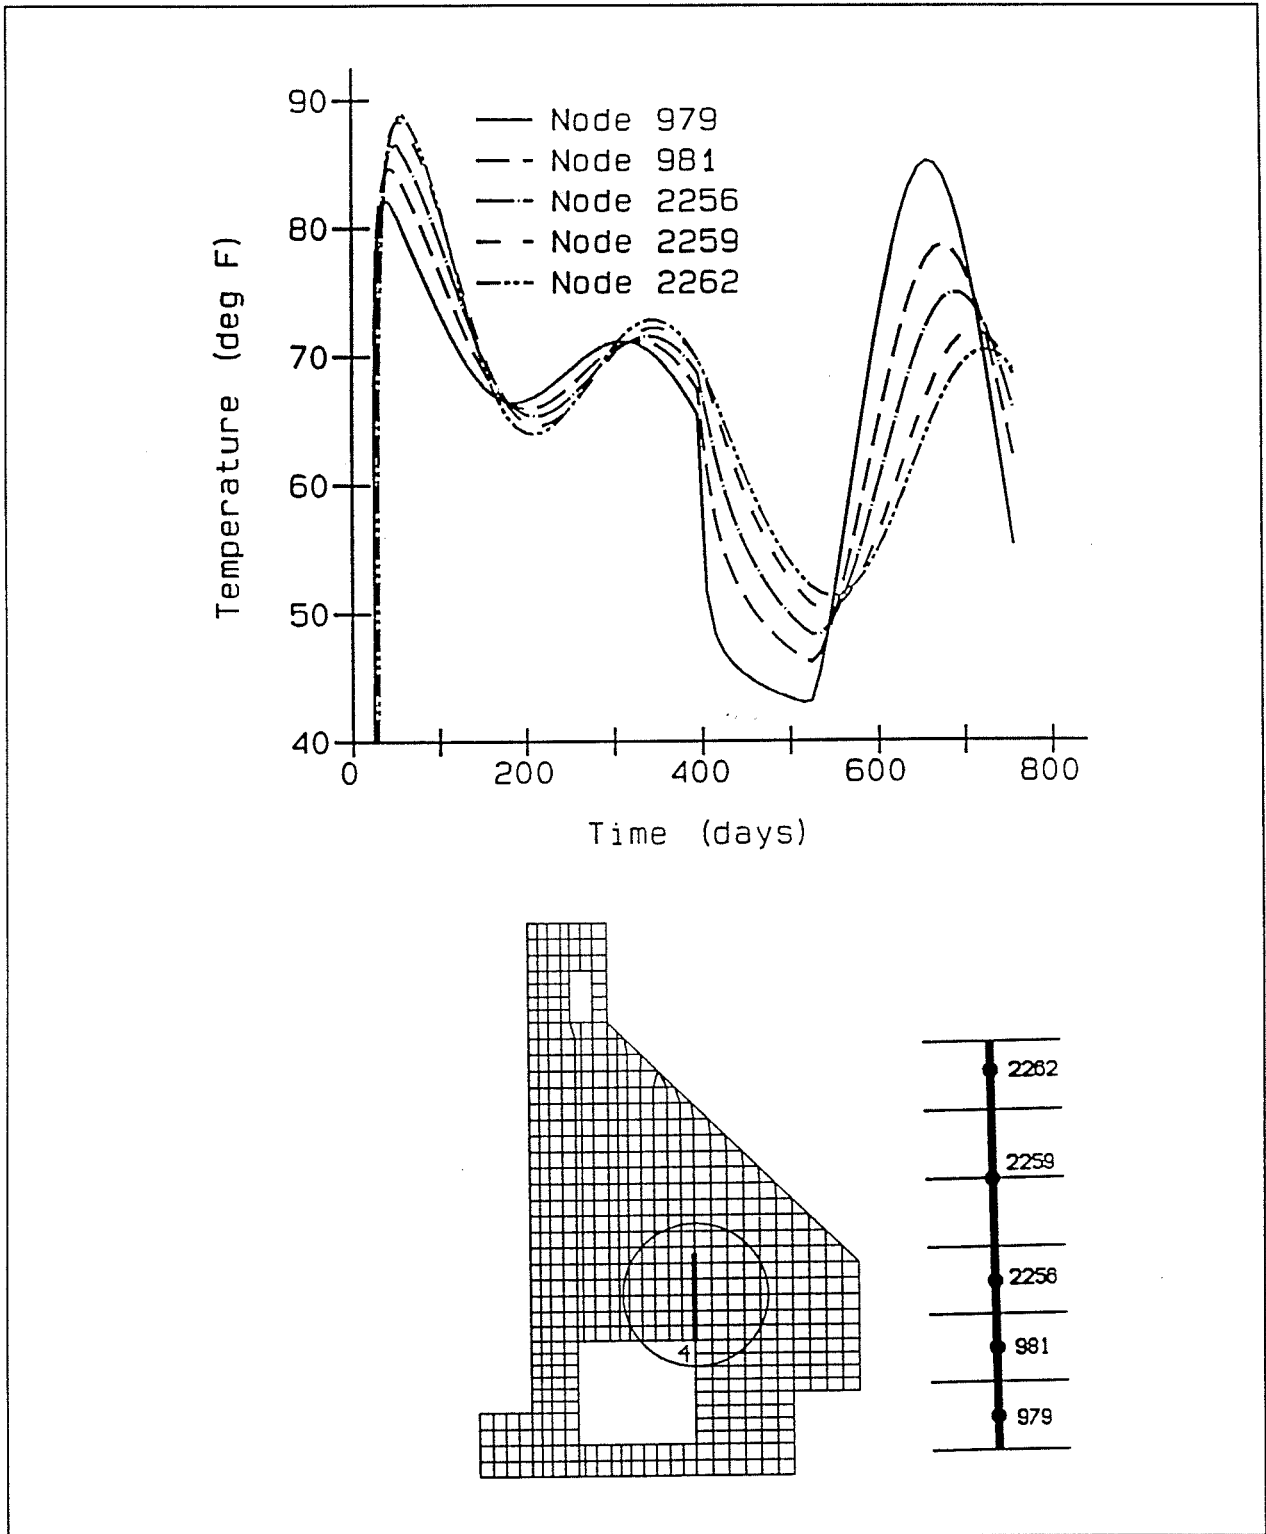 90
80
70
60
50
40
Temperature (deg F)
Node 979
Node 981
Node 2256
Node 2259
Node 2262
0 200 400 600 800
Time (days)
4
2262
2259
2256
981
979